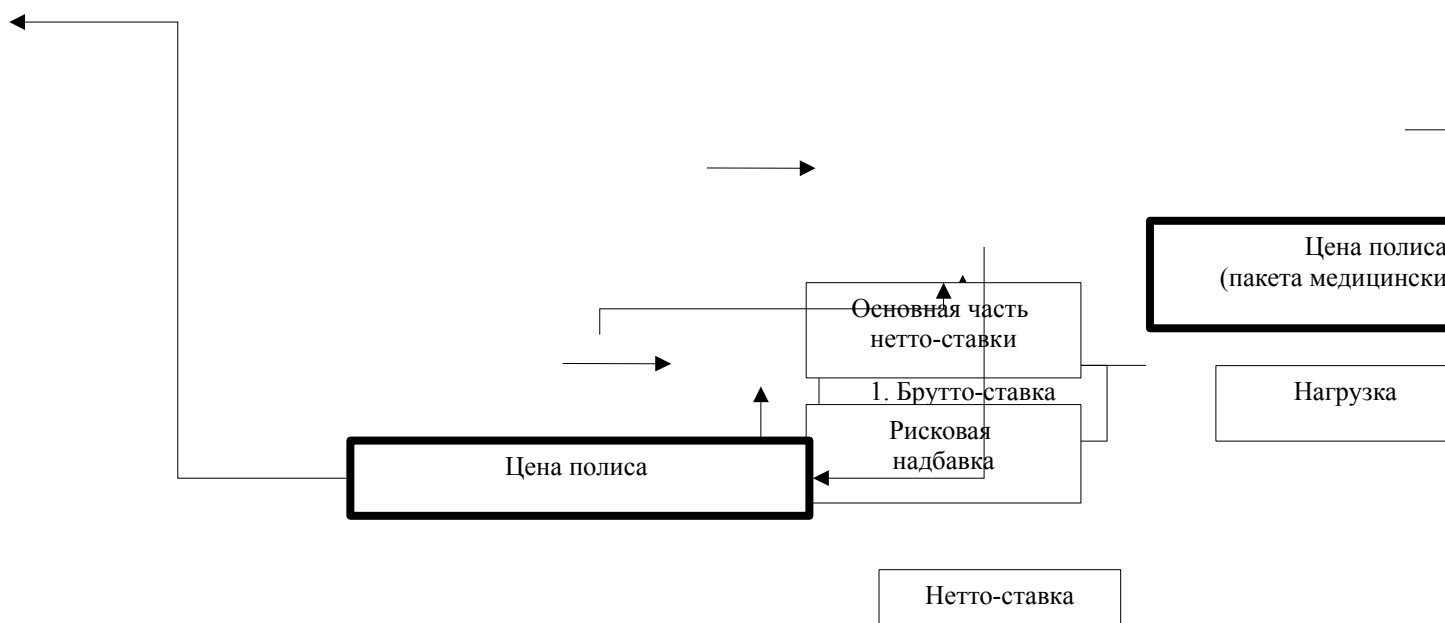 Цена полиса
(пакета медицински
Основная часть
нетто-ставки
1. Брутто-ставка
Нагрузка
Рисковая
надбавка
Цена полиса
Нетто-ставка